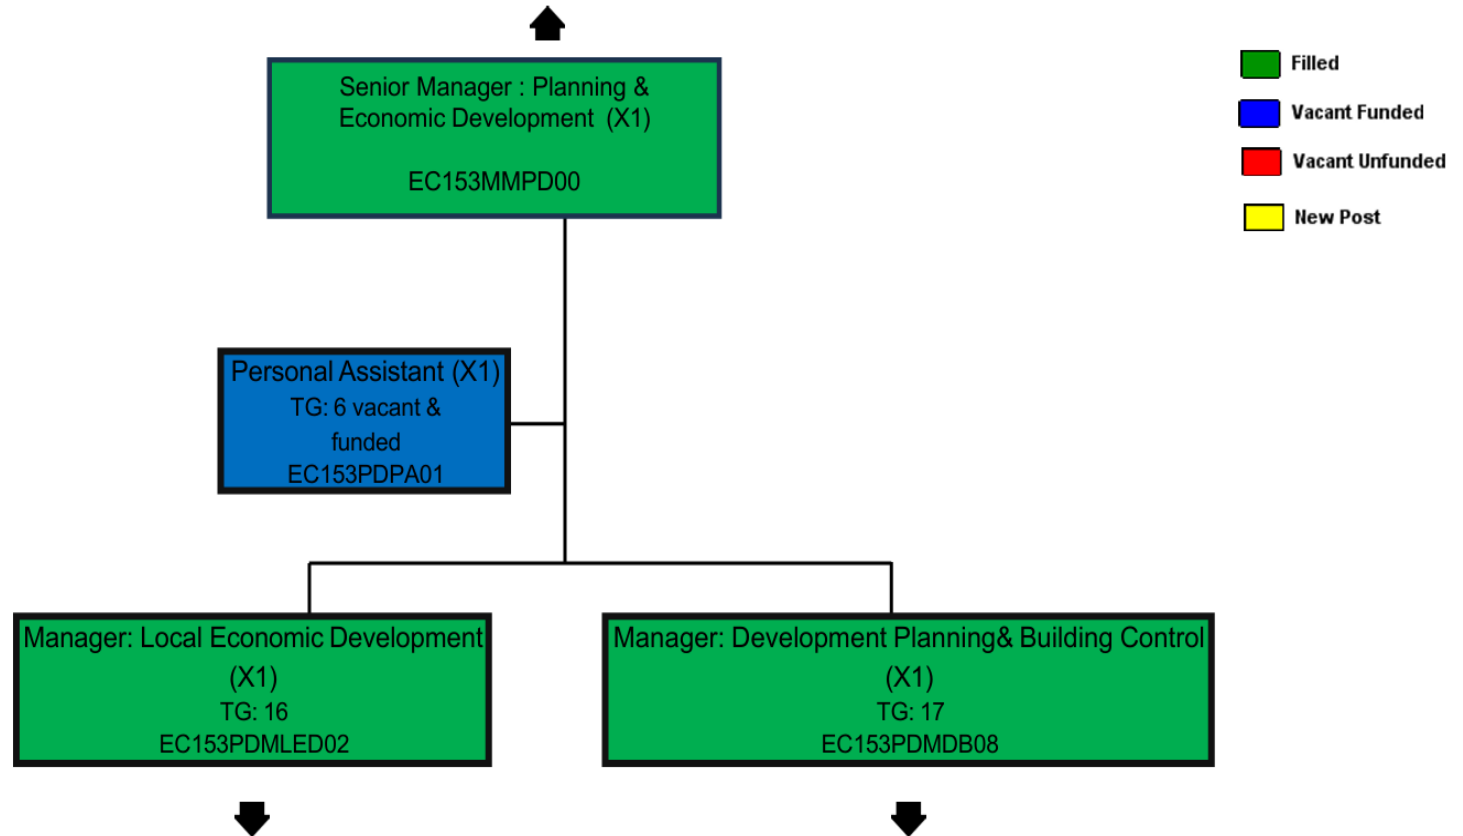 Senior Manager : Planning &
Economic Development (X1)
EC153MMPD00
Filled
Vacant Funded
Vacant Unfunded
New Post
Personal Assistant (X1)
TG: 6 vacant &
funded
EC153PDPA01
Manager: Local Economic Development
(X1)
TG: 16
EC153PDMLED02
Manager: Development Planning& Building Control
(X1)
TG: 17
EC153PDMDB08